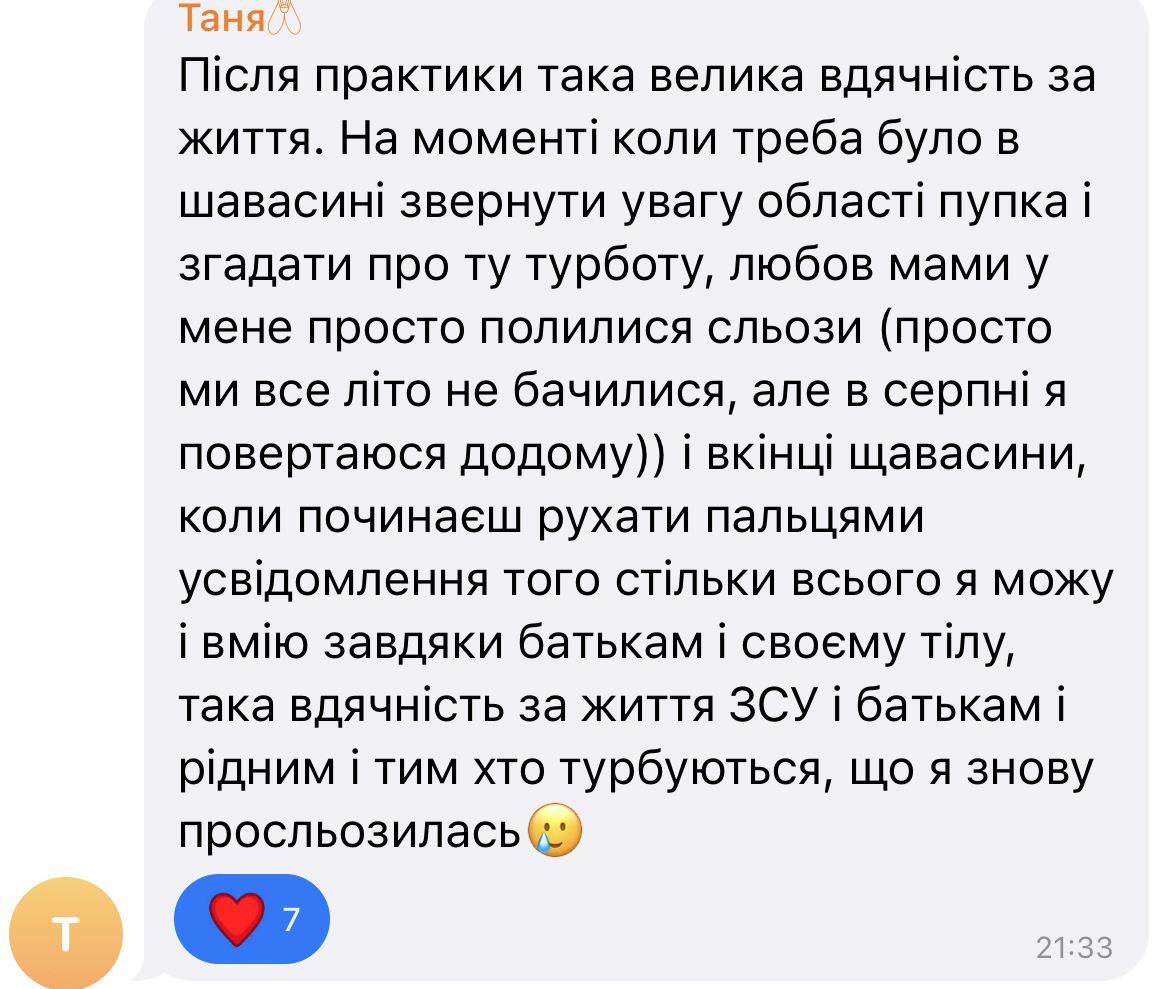 Таня
Після практики така велика вдячність за
життя. На моменті коли треба було в
шавасині звернути увагу області пупка і
згадати про ту турботу, любов мами у
мене просто полилися сльози (просто
ми все літо не бачилися, але в серпні я
повертаюся додому)) і вкінці щавасини,
коли починаєш рухати пальцями
усвідомлення того стільки всього я можу
і вмію завдяки батькам і своєму тілу,
така вдячність за життя ЗСУ і батькам і
рідним і тим хто турбуються, що я знову
просльозилась🥲
❤️ 7
21:33
Т